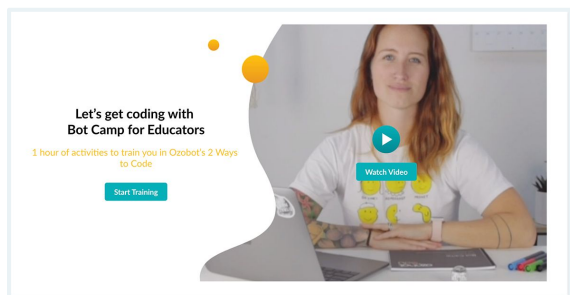 Let's get coding with
Bot Camp for Educators
1 hour of activities to train you in Ozobot's 2 Ways
to Code
Start Training
Watch Video